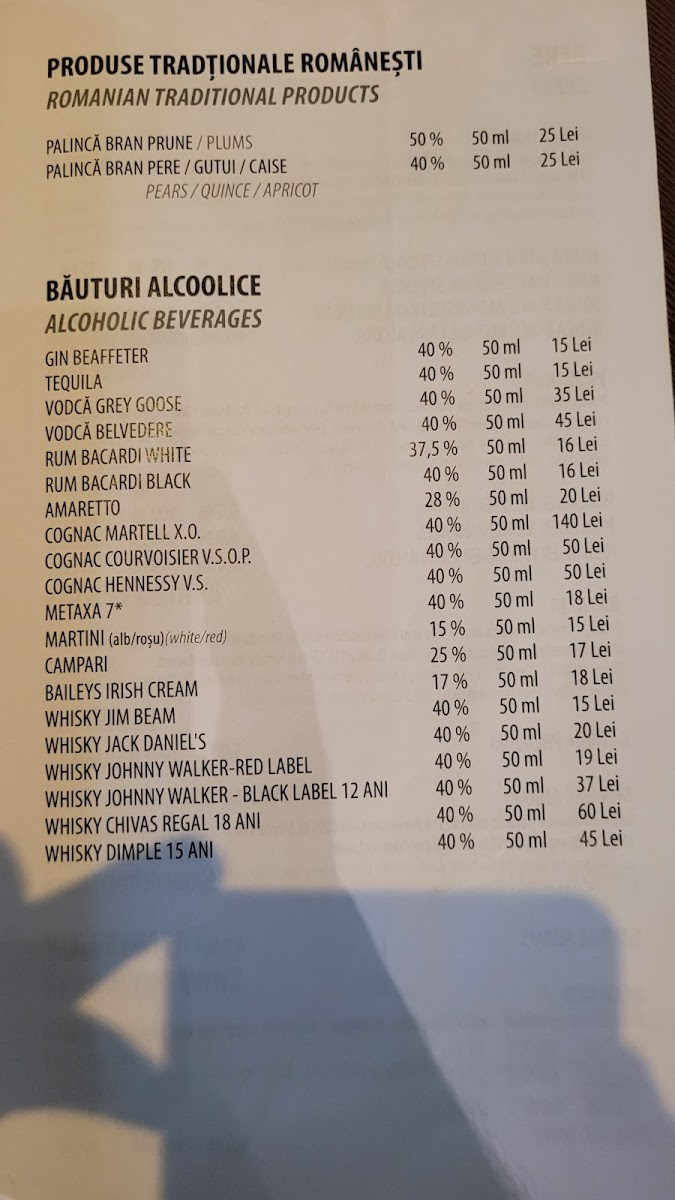 PRODUSE TRADȚIONALE ROMÂNEȘTI
ROMANIAN TRADITIONAL PRODUCTS
PALINCĂ BRAN PRUNE / PLUMS 50 % 50 ml 25 Lei
PALINCĂ BRAN PERE / GUTUI / CAISE 40 % 50 ml 25 Lei
PEARS / QUINCE / APRICOT
BĂUTURI ALCOOLICE
ALCOHOLIC BEVERAGES
GIN BEAFFETER 40 % 50 ml 15 Lei
TEQUILA 40 % 50 ml 15 Lei
VODCĂ GREY GOOSE 40 % 50 ml 35 Lei
VODCĂ BELVEDERE 40 % 50 ml 45 Lei
RUM BACARDI WHITE 37,5 % 50 ml 16 Lei
RUM BACARDI BLACK 40 % 50 ml 16 Lei
AMARETTO 28 % 50 ml 20 Lei
COGNAC MARTELL X.O. 40 % 50 ml 140 Lei
COGNAC COURVOISIER V.S.O.P. 40 % 50 ml 50 Lei
COGNAC HENNESSY V.S. 40 % 50 ml 50 Lei
METAXA 7* 40 % 50 ml 18 Lei
MARTINI (alb/roșu)(white/red) 15 % 50 ml 15 Lei
CAMPARI 25 % 50 ml 17 Lei
BAILEYS IRISH CREAM 17 % 50 ml 18 Lei
WHISKY JIM BEAM 40 % 50 ml 15 Lei
WHISKY JACK DANIEL'S 40 % 50 ml 20 Lei
WHISKY JOHNNY WALKER-RED LABEL 40 % 50 ml 19 Lei
WHISKY JOHNNY WALKER - BLACK LABEL 12 ANI 40 % 50 ml 37 Lei
WHISKY CHIVAS REGAL 18 ANI 40 % 50 ml 60 Lei
WHISKY DIMPLE 15 ANI 40 % 50 ml 45 Lei